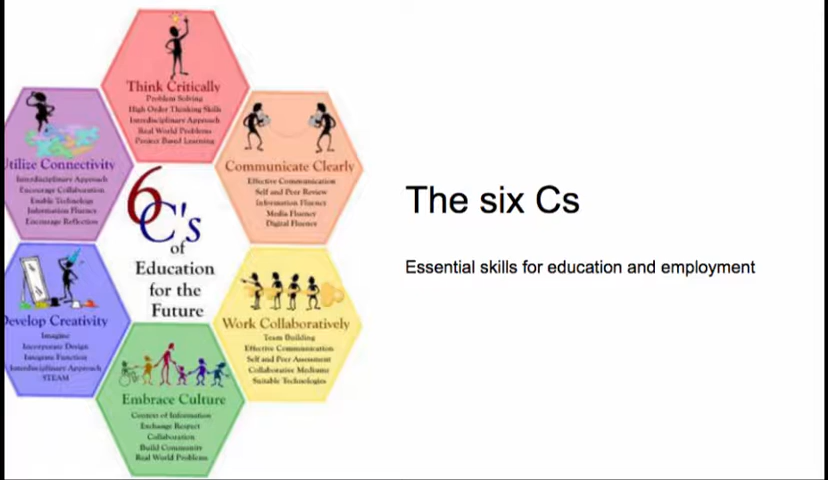 Think Critically
Problem Solving
High Order Thinking Skills
Interdisciplinary Approach
Real World Problems
Project Based Learning
Communicate Clearly
Effective Communication
Self and Peer Review
Information Fluency
Media Fluency
Digital Fluency
Work Collaboratively
Team Building
Effective Communication
Self and Peer Assessment
Collaborative Mediums
Suitable Technologies
Embrace Culture
Context of Information
Exchange Respect
Collaboration
Build Community
Real World Problems
Develop Creativity
Imagine
Incorporate Design
Integrate Function
Interdisciplinary Approach
STEAM
Utilize Connectivity
Interdisciplinary Approach
Encourage Collaboration
Enable Technology
Information Fluency
Encourage Reflection
6
C's
of
Education
for the
Future
The six Cs
Essential skills for education and employment